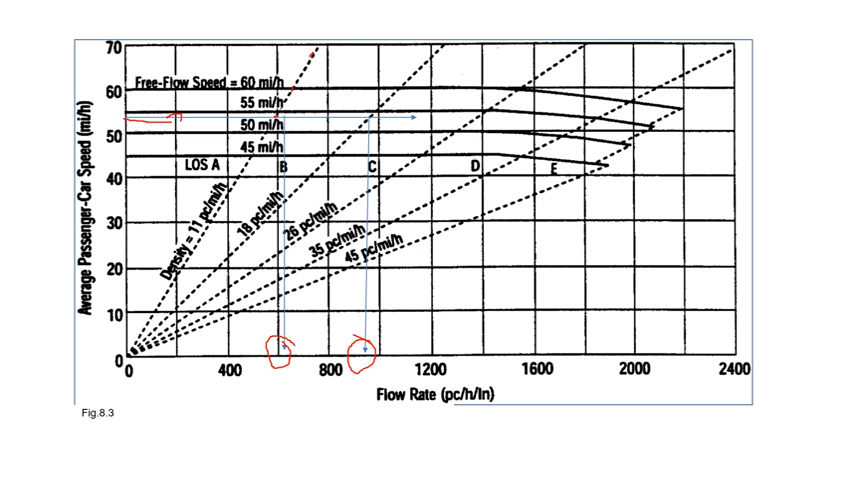 70
Free-Flow Speed = 60 mi/h
60
55 mi/h
50 mi/h
50
45 mi/h
LOS A
B
C
D
E
40
30
20
10
0
Average Passenger-Car Speed (mi/h)
Density = 11 pc/mi/h
18 pc/mi/h
26 pc/mi/h
35 pc/mi/h
45 pc/mi/h
0
400
800
1200
1600
2000
2400
Flow Rate (pc/h/ln)
Fig.8.3